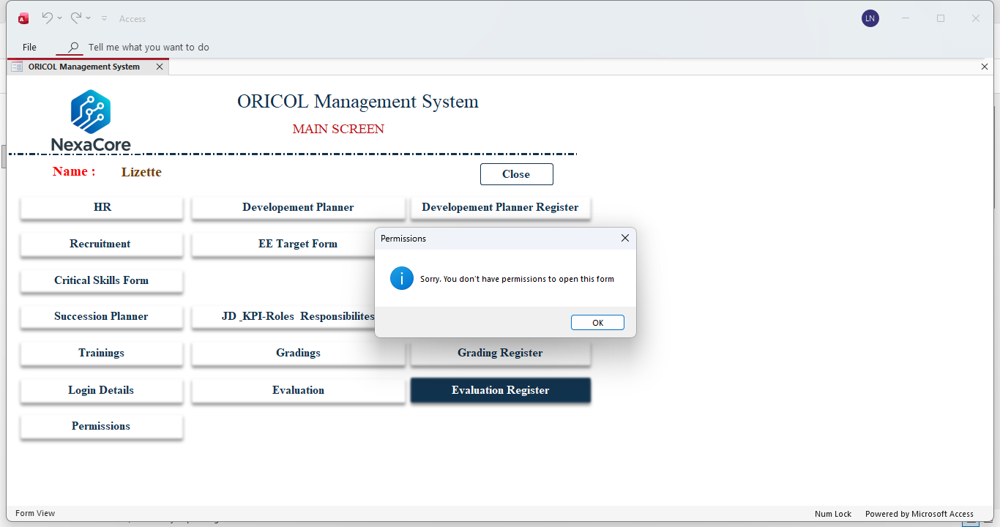 Access
LN
File
Tell me what you want to do
ORICOL Management System
ORICOL Management System
MAIN SCREEN
NexaCore
Name :
Lizette
Close
HR
Developement Planner
Developement Planner Register
Recruitment
EE Target Form
Permissions
Sorry. You don't have permissions to open this form
OK
Critical Skills Form
Succession Planner
JD _KPI-Roles Responsibilites
Trainings
Gradings
Grading Register
Login Details
Evaluation
Evaluation Register
Permissions
Form View
Num Lock
Powered by Microsoft Access